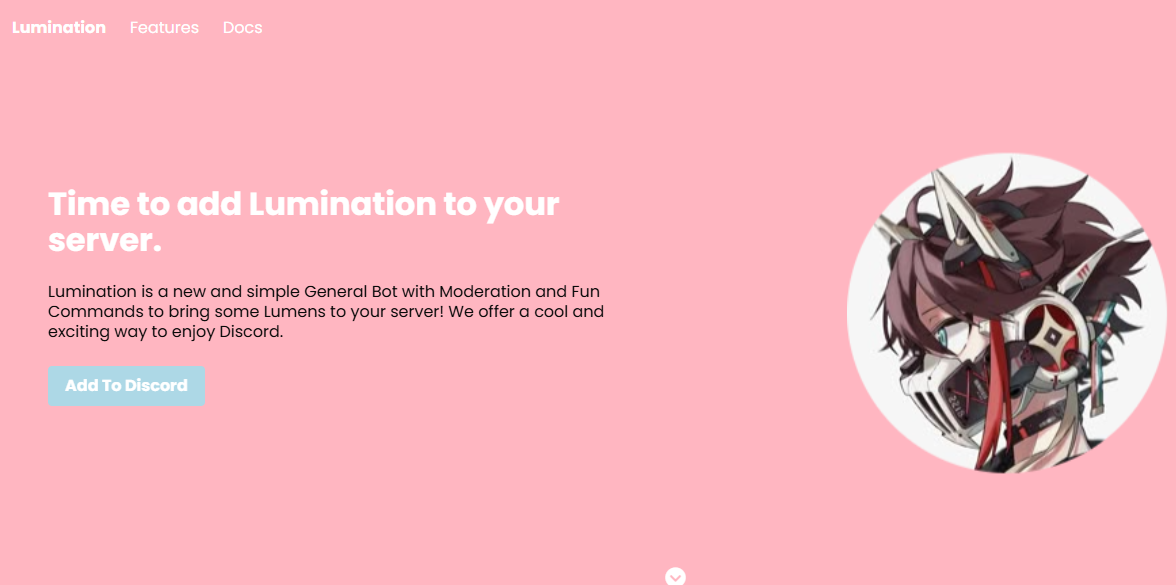 Lumination Features Docs
Time to add Lumination to your
server.
Lumination is a new and simple General Bot with Moderation and Fun
Commands to bring some Lumens to your server! We offer a cool and
exciting way to enjoy Discord.
Add To Discord
2218